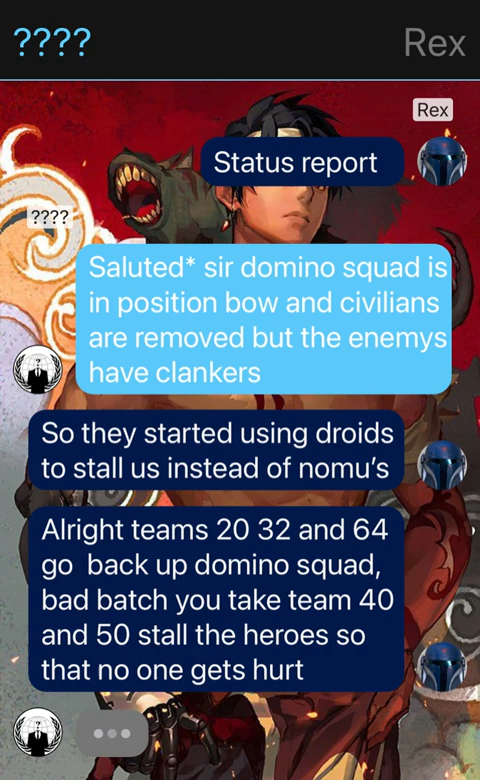 ???? Rex
Rex
Status report
????
Saluted* sir domino squad is
in position bow and civilians
are removed but the enemys
have clankers
So they started using droids
to stall us instead of nomu’s
Alright teams 20 32 and 64
go  back up domino squad,
bad batch you take team 40
and 50 stall the heroes so
that no one gets hurt